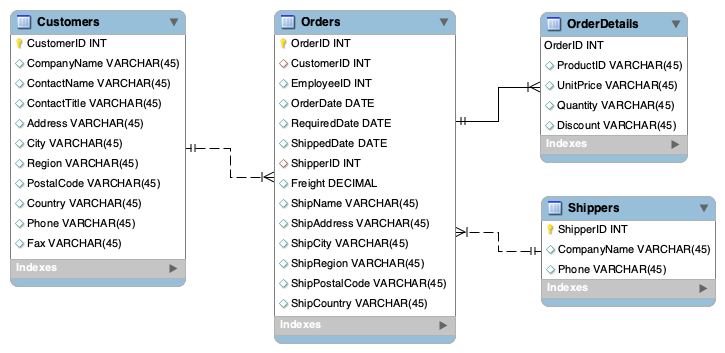 Customers
CustomerID INT
CompanyName VARCHAR(45)
ContactName VARCHAR(45)
ContactTitle VARCHAR(45)
Address VARCHAR(45)
City VARCHAR(45)
Region VARCHAR(45)
PostalCode VARCHAR(45)
Country VARCHAR(45)
Phone VARCHAR(45)
Fax VARCHAR(45)
Indexes
Orders
OrderID INT
CustomerID INT
EmployeeID INT
OrderDate DATE
RequiredDate DATE
ShippedDate DATE
ShipperID INT
Freight DECIMAL
ShipName VARCHAR(45)
ShipAddress VARCHAR(45)
ShipCity VARCHAR(45)
ShipRegion VARCHAR(45)
ShipPostalCode VARCHAR(45)
ShipCountry VARCHAR(45)
Indexes
OrderDetails
OrderID INT
ProductID VARCHAR(45)
UnitPrice VARCHAR(45)
Quantity VARCHAR(45)
Discount VARCHAR(45)
Indexes
Shippers
ShipperID INT
CompanyName VARCHAR(45)
Phone VARCHAR(45)
Indexes